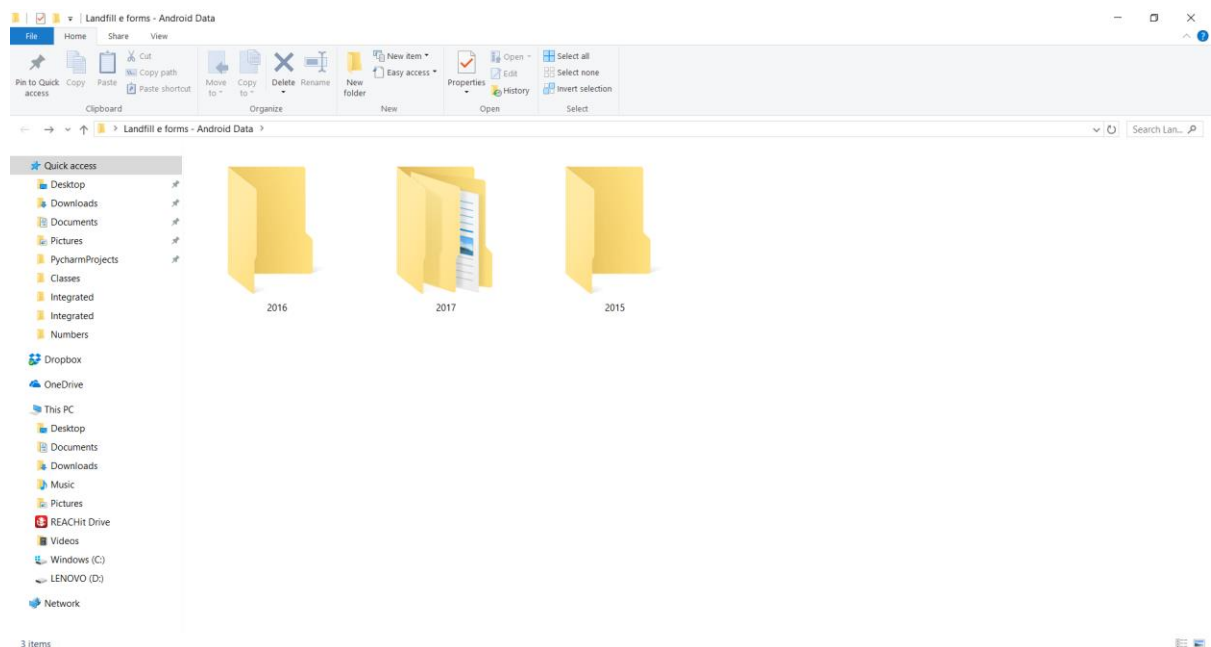 Landfill e forms - Android Data
File Home Share View
Pin to Quick access
Copy
Paste
Cut
Copy path
Paste shortcut
Clipboard
Move to
Copy to
Delete
Rename
Organize
New folder
New item
Easy access
New
Properties
Open
Edit
History
Open
Select all
Select none
Invert selection
Select
Landfill e forms - Android Data
Search Lan...
Quick access
Desktop
Downloads
Documents
Pictures
PycharmProjects
Classes
Integrated
Integrated
Numbers
Dropbox
OneDrive
This PC
Desktop
Documents
Downloads
Music
Pictures
REACHit Drive
Videos
Windows (C:)
LENOVO (D:)
Network
2016 2017 2015
3 items